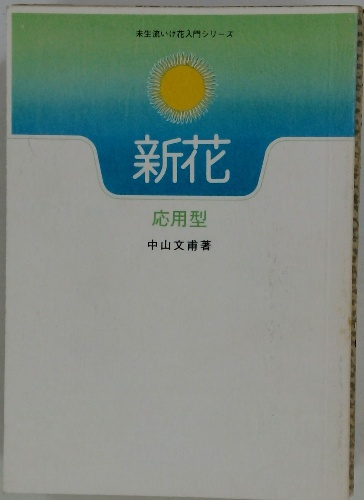 未生流いけ花入門シリーズ
新花
応用型
中山文甫著